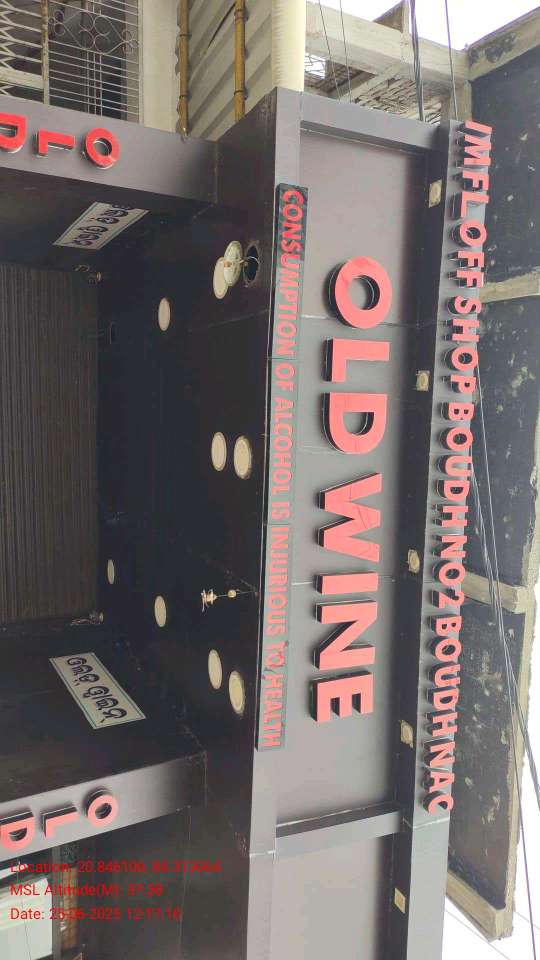 IMFL OFF SHOP BOUDH NO 2 BOUDH NAC
OLD WINE
CONSUMPTION OF ALCOHOL IS INJURIOUS TO HEALTH
OLD
OLD
Location: 20.846100, 84.313064
MSL Altitude(M): 37.58
Date: 25-06-2025 12:17:16